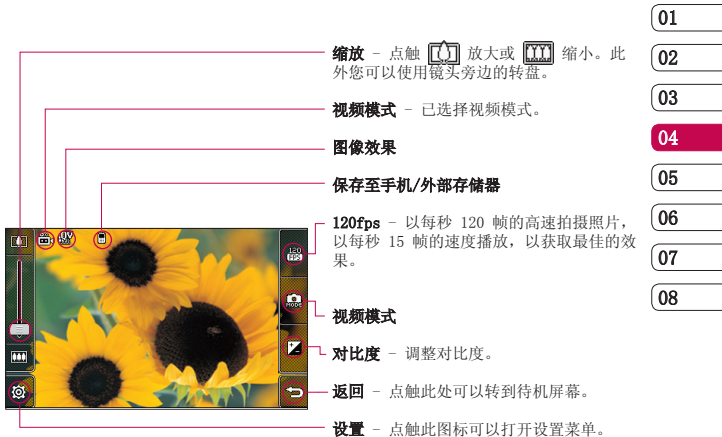 缩放 - 点触 放大或 缩小。此
外您可以使用镜头旁边的转盘。
视频模式 - 已选择视频模式。
图像效果
保存至手机/外部存储器
120fps - 以每秒 120 帧的高速拍摄照片，
以每秒 15 帧的速度播放，以获取最佳的效
果。
视频模式
对比度 - 调整对比度。
返回 - 点触此处可以转到待机屏幕。
设置 - 点触此图标可以打开设置菜单。
120
FPS
MODE
01
02
03
04
05
06
07
08